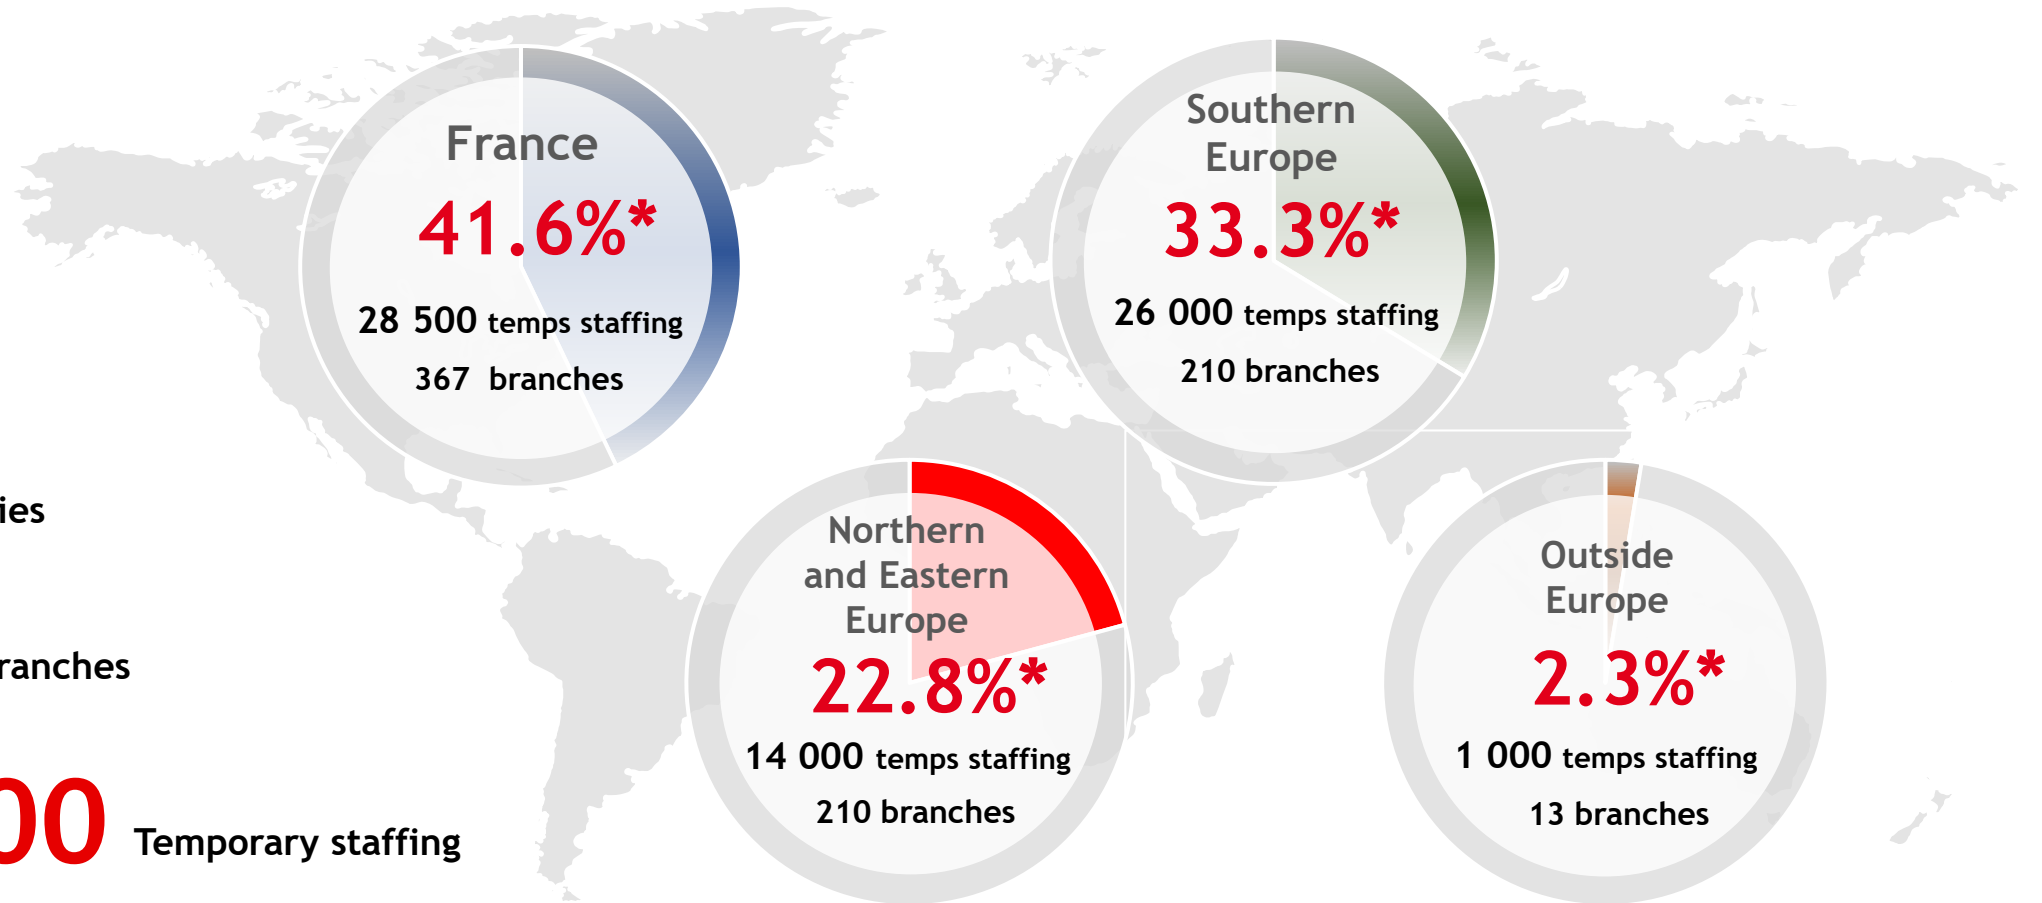 France
41.6%*
28 500 temps staffing
367 branches
Southern
Europe
33.3%*
26 000 temps staffing
210 branches
Northern
and Eastern
Europe
22.8%*
14 000 temps staffing
210 branches
Outside
Europe
2.3%*
1 000 temps staffing
13 branches
ies
ranches
00 Temporary staffing